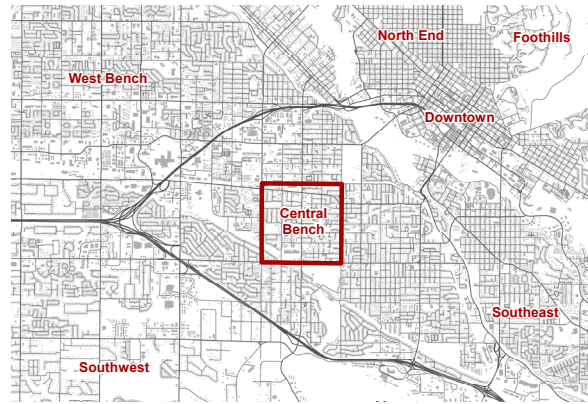 North End
Foothills
West Bench
Downtown
Central
Bench
Southeast
Southwest